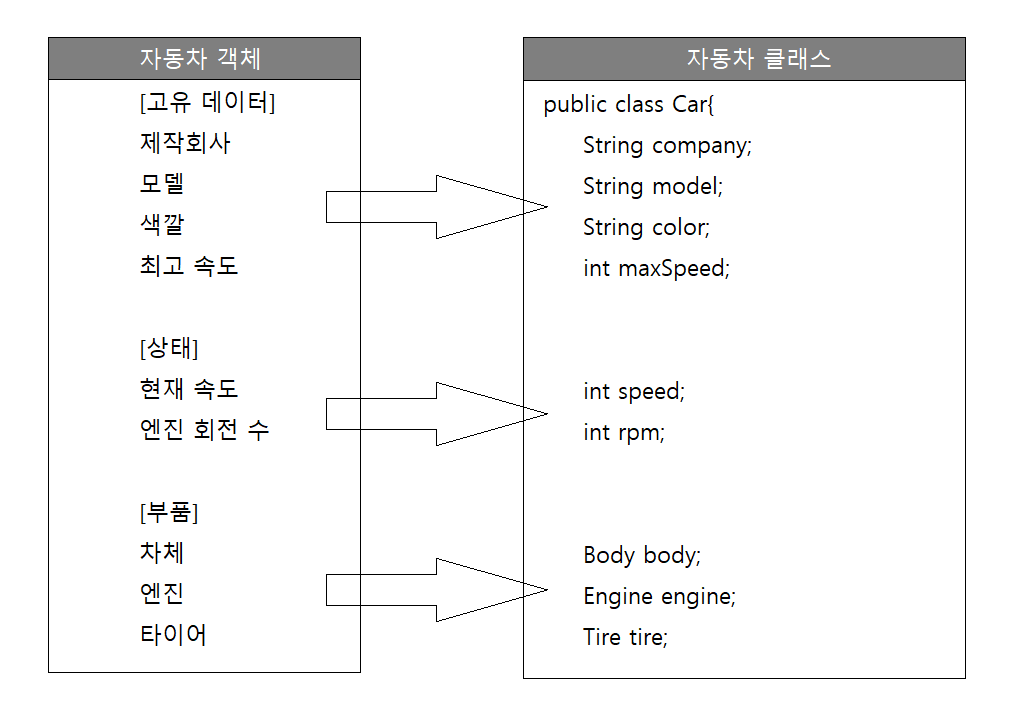 자동차 객체
[고유 데이터]
제작회사
모델
색깔
최고 속도
[상태]
현재 속도
엔진 회전 수
[부품]
차체
엔진
타이어
자동차 클래스
public class Car{
String company;
String model;
String color;
int maxSpeed;
int speed;
int rpm;
Body body;
Engine engine;
Tire tire;